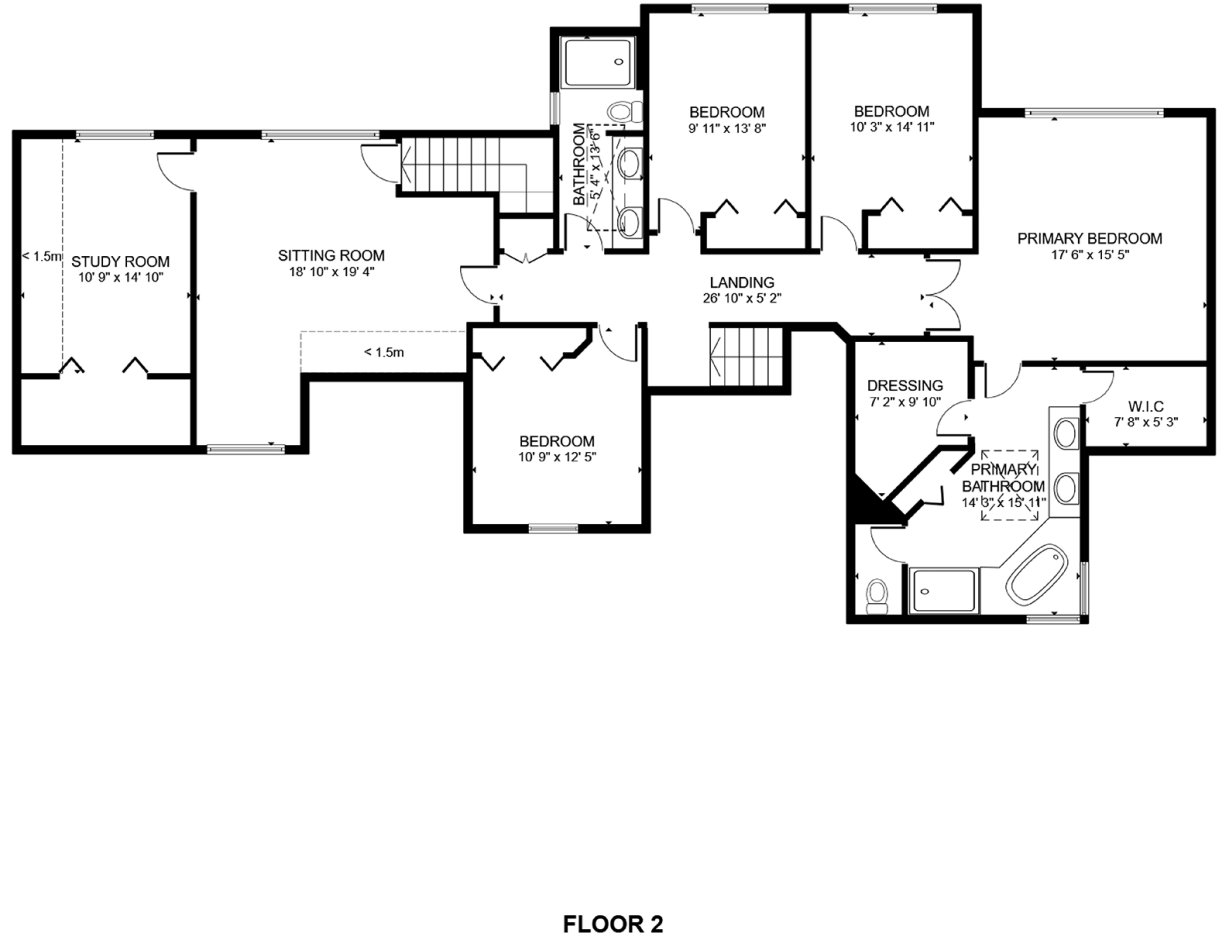 BEDROOM
9' 11" x 13' 8"
BEDROOM
10' 3" x 14' 11"
BATHROOM
5' 4" x 13' 6"
PRIMARY BEDROOM
17' 6" x 15' 5"
< 1.5m
STUDY ROOM
10' 9" x 14' 10"
SITTING ROOM
18' 10" x 19' 4"
LANDING
26' 10" x 5' 2"
< 1.5m
DRESSING
7' 2" x 9' 10"
W.I.C
7' 8" x 5' 3"
BEDROOM
10' 9" x 12' 5"
PRIMARY
BATHROOM
14' 3" x 15' 11"
FLOOR 2